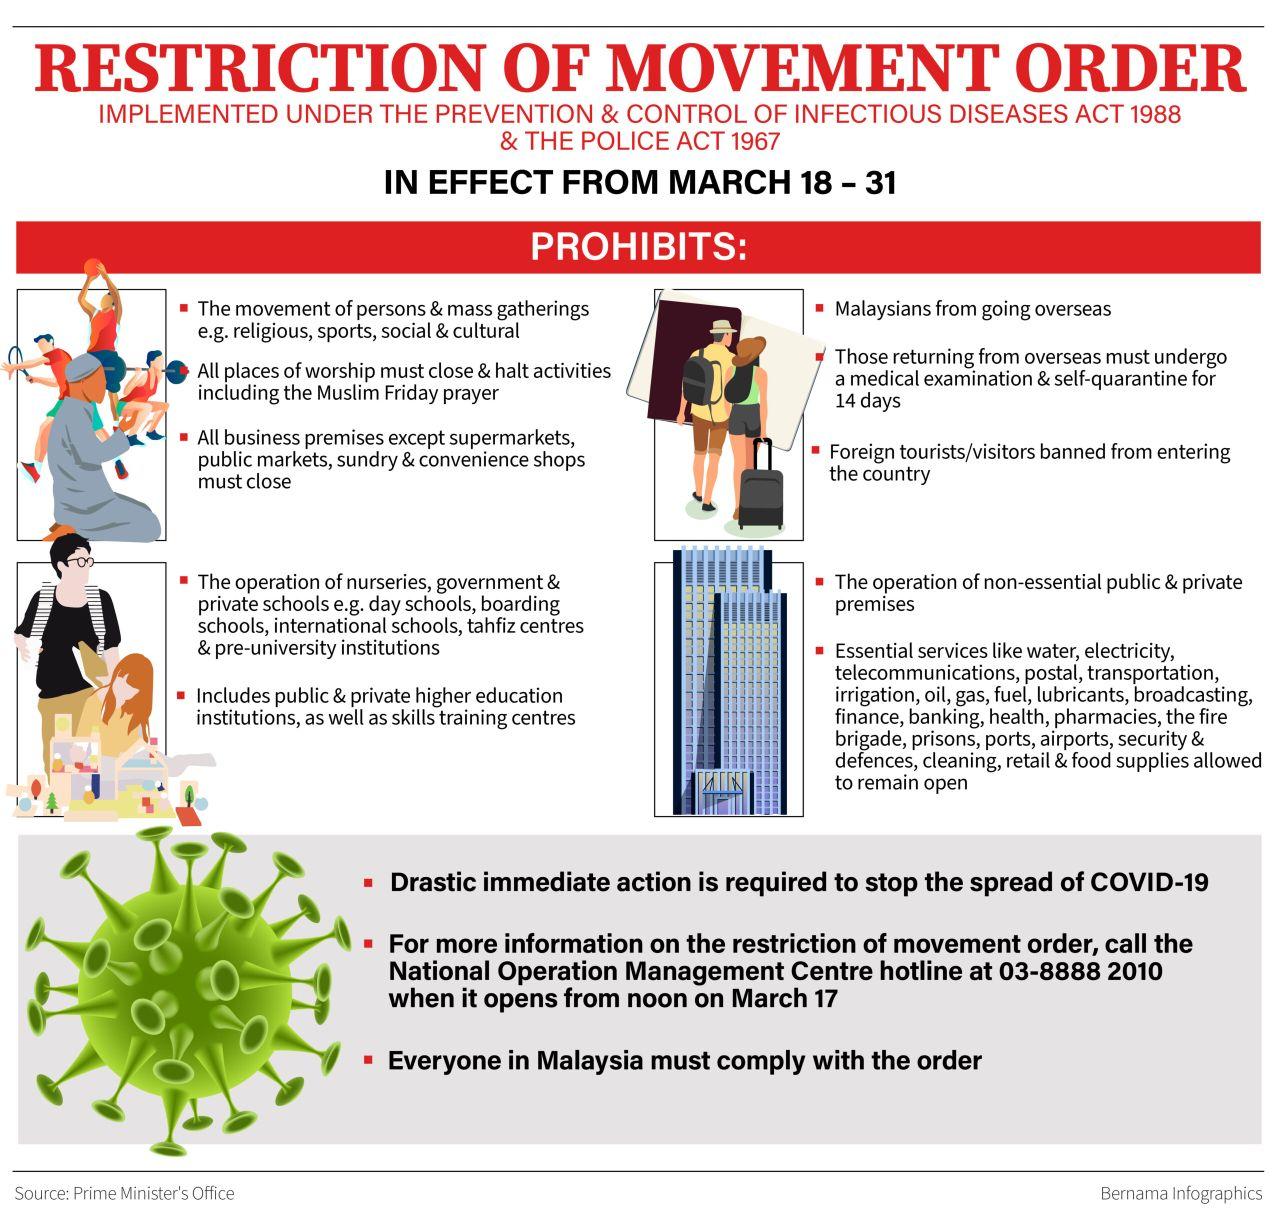 RESTRICTION OF MOVEMENT ORDER
IMPLEMENTED UNDER THE PREVENTION & CONTROL OF INFECTIOUS DISEASES ACT 1988
& THE POLICE ACT 1967
IN EFFECT FROM MARCH 18 – 31
PROHIBITS:
The movement of persons & mass gatherings
e.g. religious, sports, social & cultural
All places of worship must close & halt activities
including the Muslim Friday prayer
All business premises except supermarkets,
public markets, sundry & convenience shops
must close
Malaysians from going overseas
Those returning from overseas must undergo
a medical examination & self-quarantine for
14 days
Foreign tourists/visitors banned from entering
the country
The operation of nurseries, government &
private schools e.g. day schools, boarding
schools, international schools, tahfiz centres
& pre-university institutions
Includes public & private higher education
institutions, as well as skills training centres
The operation of non-essential public & private
premises
Essential services like water, electricity,
telecommunications, postal, transportation,
irrigation, oil, gas, fuel, lubricants, broadcasting,
finance, banking, health, pharmacies, the fire
brigade, prisons, ports, airports, security &
defences, cleaning, retail & food supplies allowed
to remain open
Drastic immediate action is required to stop the spread of COVID-19
For more information on the restriction of movement order, call the
National Operation Management Centre hotline at 03-8888 2010
when it opens from noon on March 17
Everyone in Malaysia must comply with the order
Source: Prime Minister's Office
Bernama Infographics